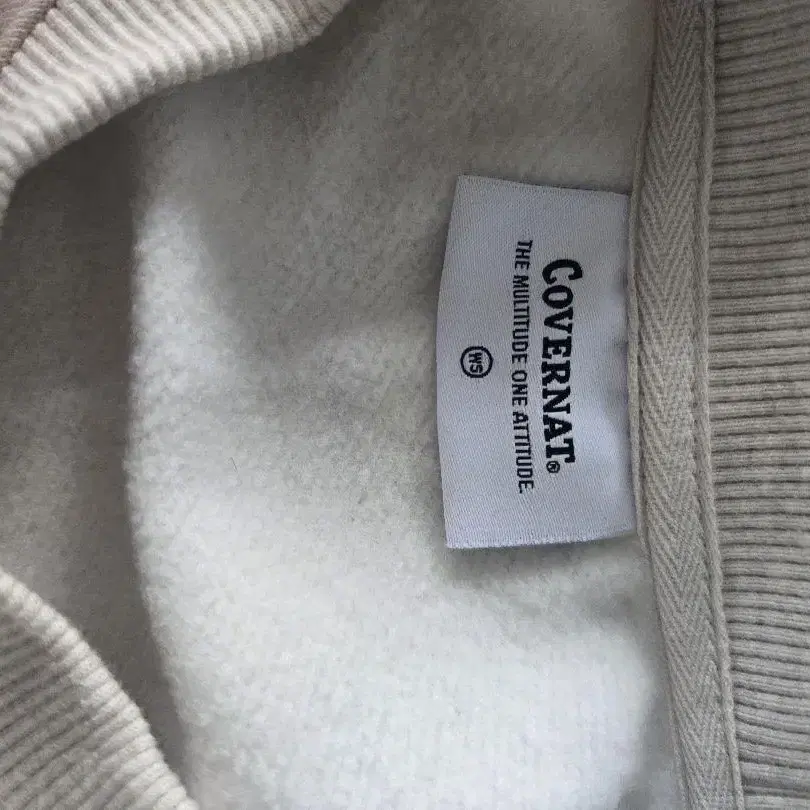 COVERNAT®
THE MULTITUDE ONE ATTITUDE.
WS